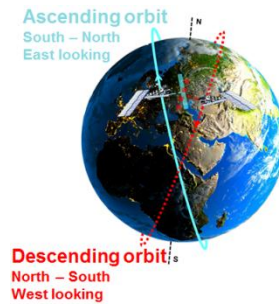 Ascending orbit
South – North
East looking
N
Descending orbit
North – South
West looking
S